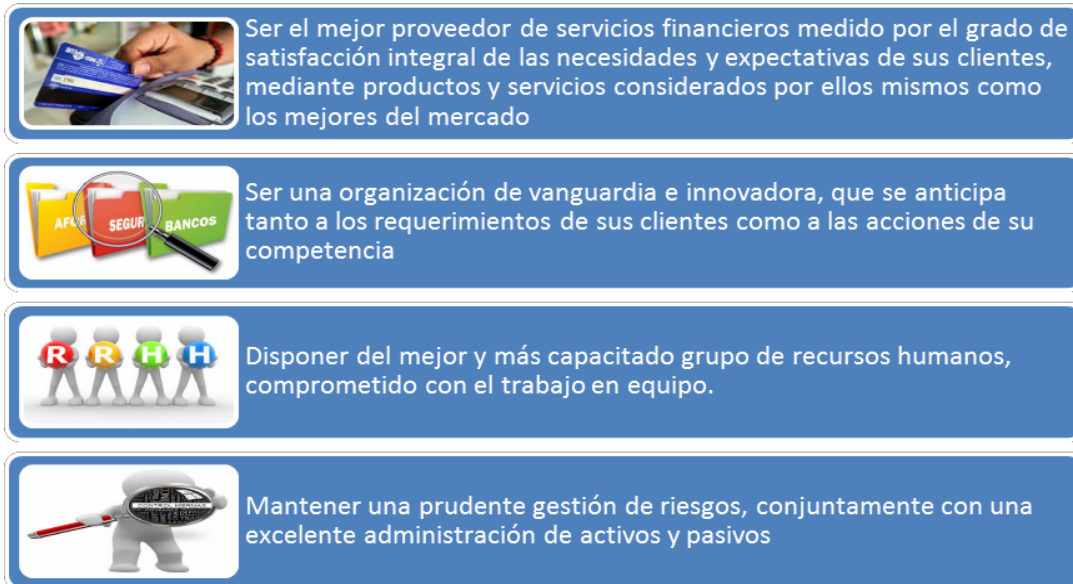 Ser el mejor proveedor de servicios financieros medido por el grado de
satisfacción integral de las necesidades y expectativas de sus clientes,
mediante productos y servicios considerados por ellos mismos como
los mejores del mercado
SEGUR
BANCOS
Ser una organización de vanguardia e innovadora, que se anticipa
tanto a los requerimientos de sus clientes como a las acciones de su
competencia
R R H H
Disponer del mejor y más capacitado grupo de recursos humanos,
comprometido con el trabajo en equipo.
Mantener una prudente gestión de riesgos, conjuntamente con una
excelente administración de activos y pasivos